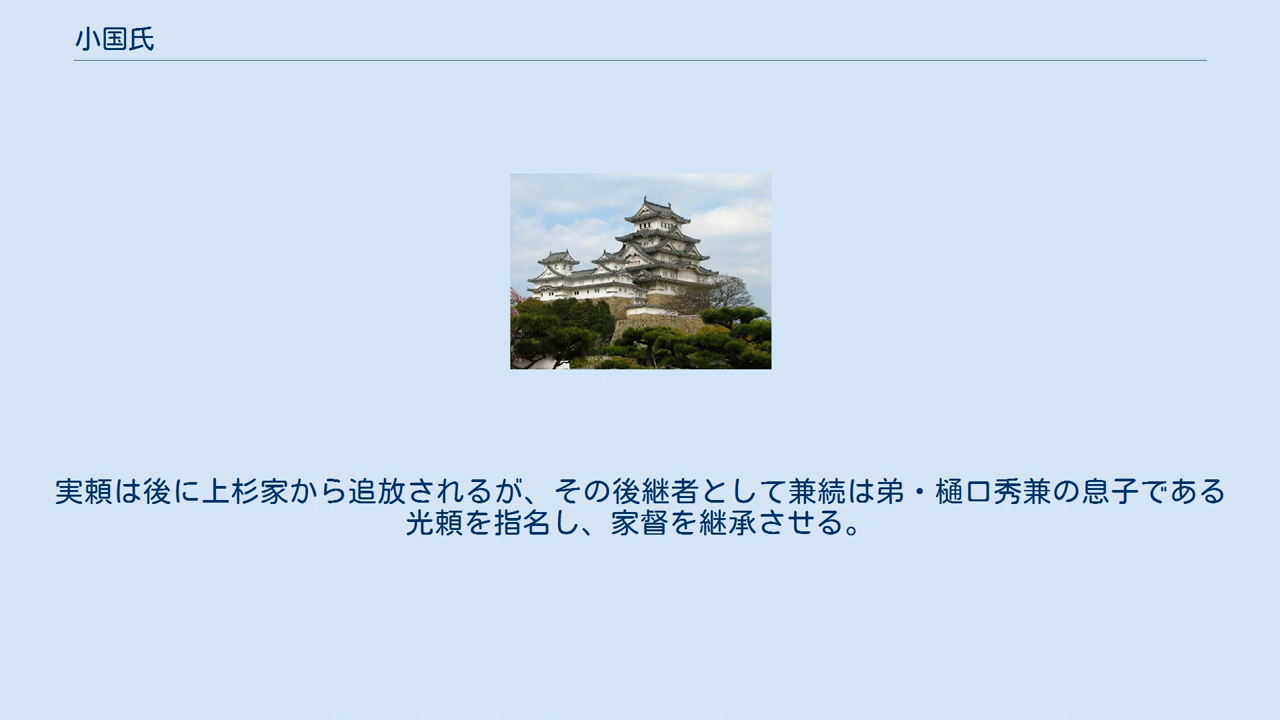 小国氏
実頼は後に上杉家から追放されるが、その後継者として兼続は弟・樋口秀兼の息子である
光頼を指名し、家督を継承させる。